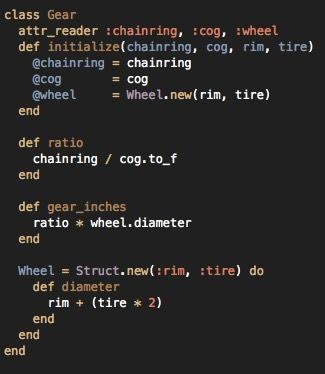 class Gear
  attr_reader :chainring, :cog, :wheel
  def initialize(chainring, cog, rim, tire)
    @chainring = chainring
    @cog       = cog
    @wheel     = Wheel.new(rim, tire)
  end

  def ratio
    chainring / cog.to_f
  end

  def gear_inches
    ratio * wheel.diameter
  end

  Wheel = Struct.new(:rim, :tire) do
    def diameter
      rim + (tire * 2)
    end
  end
end